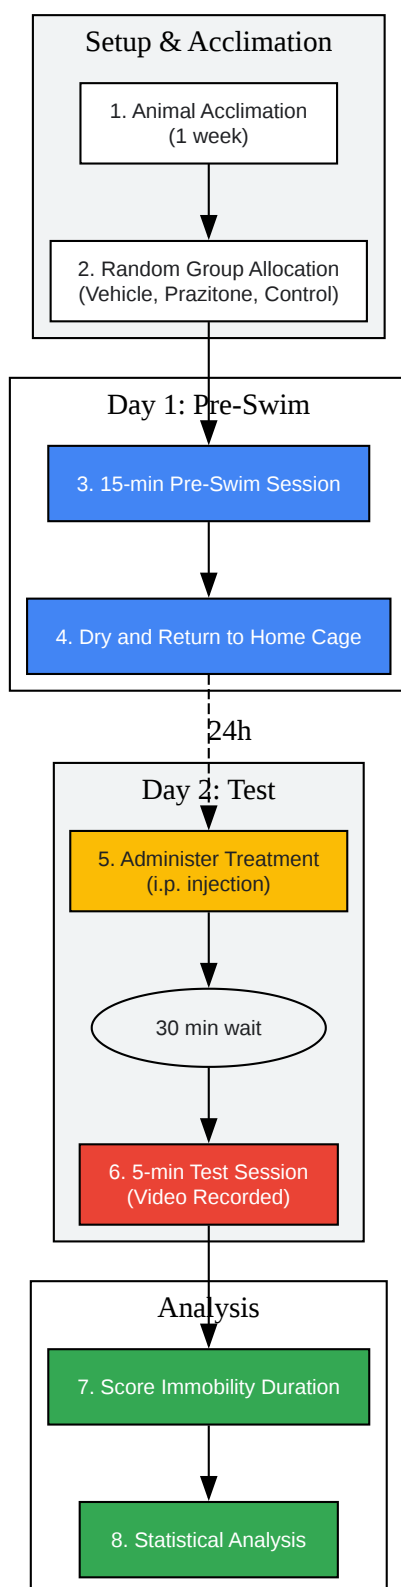 Setup & Acclimation
1. Animal Acclimation
(1 week)
2. Random Group Allocation
(Vehicle, Prazitone, Control)
Day 1: Pre-Swim
3. 15-min Pre-Swim Session
4. Dry and Return to Home Cage
24h
Day 2: Test
5. Administer Treatment
(i.p. injection)
30 min wait
6. 5-min Test Session
(Video Recorded)
Analysis
7. Score Immobility Duration
8. Statistical Analysis